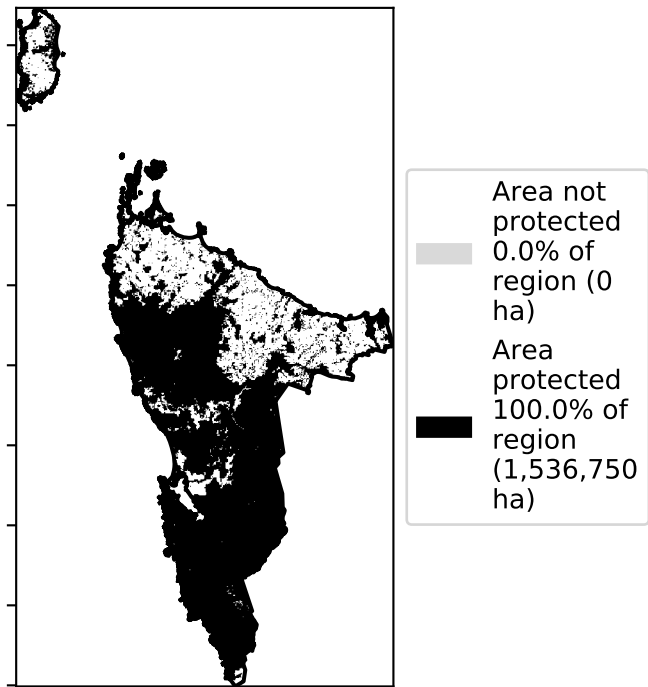 Area not
protected
0.0% of
region (0
ha)
Area
protected
100.0% of
region
(1,536,750
ha)